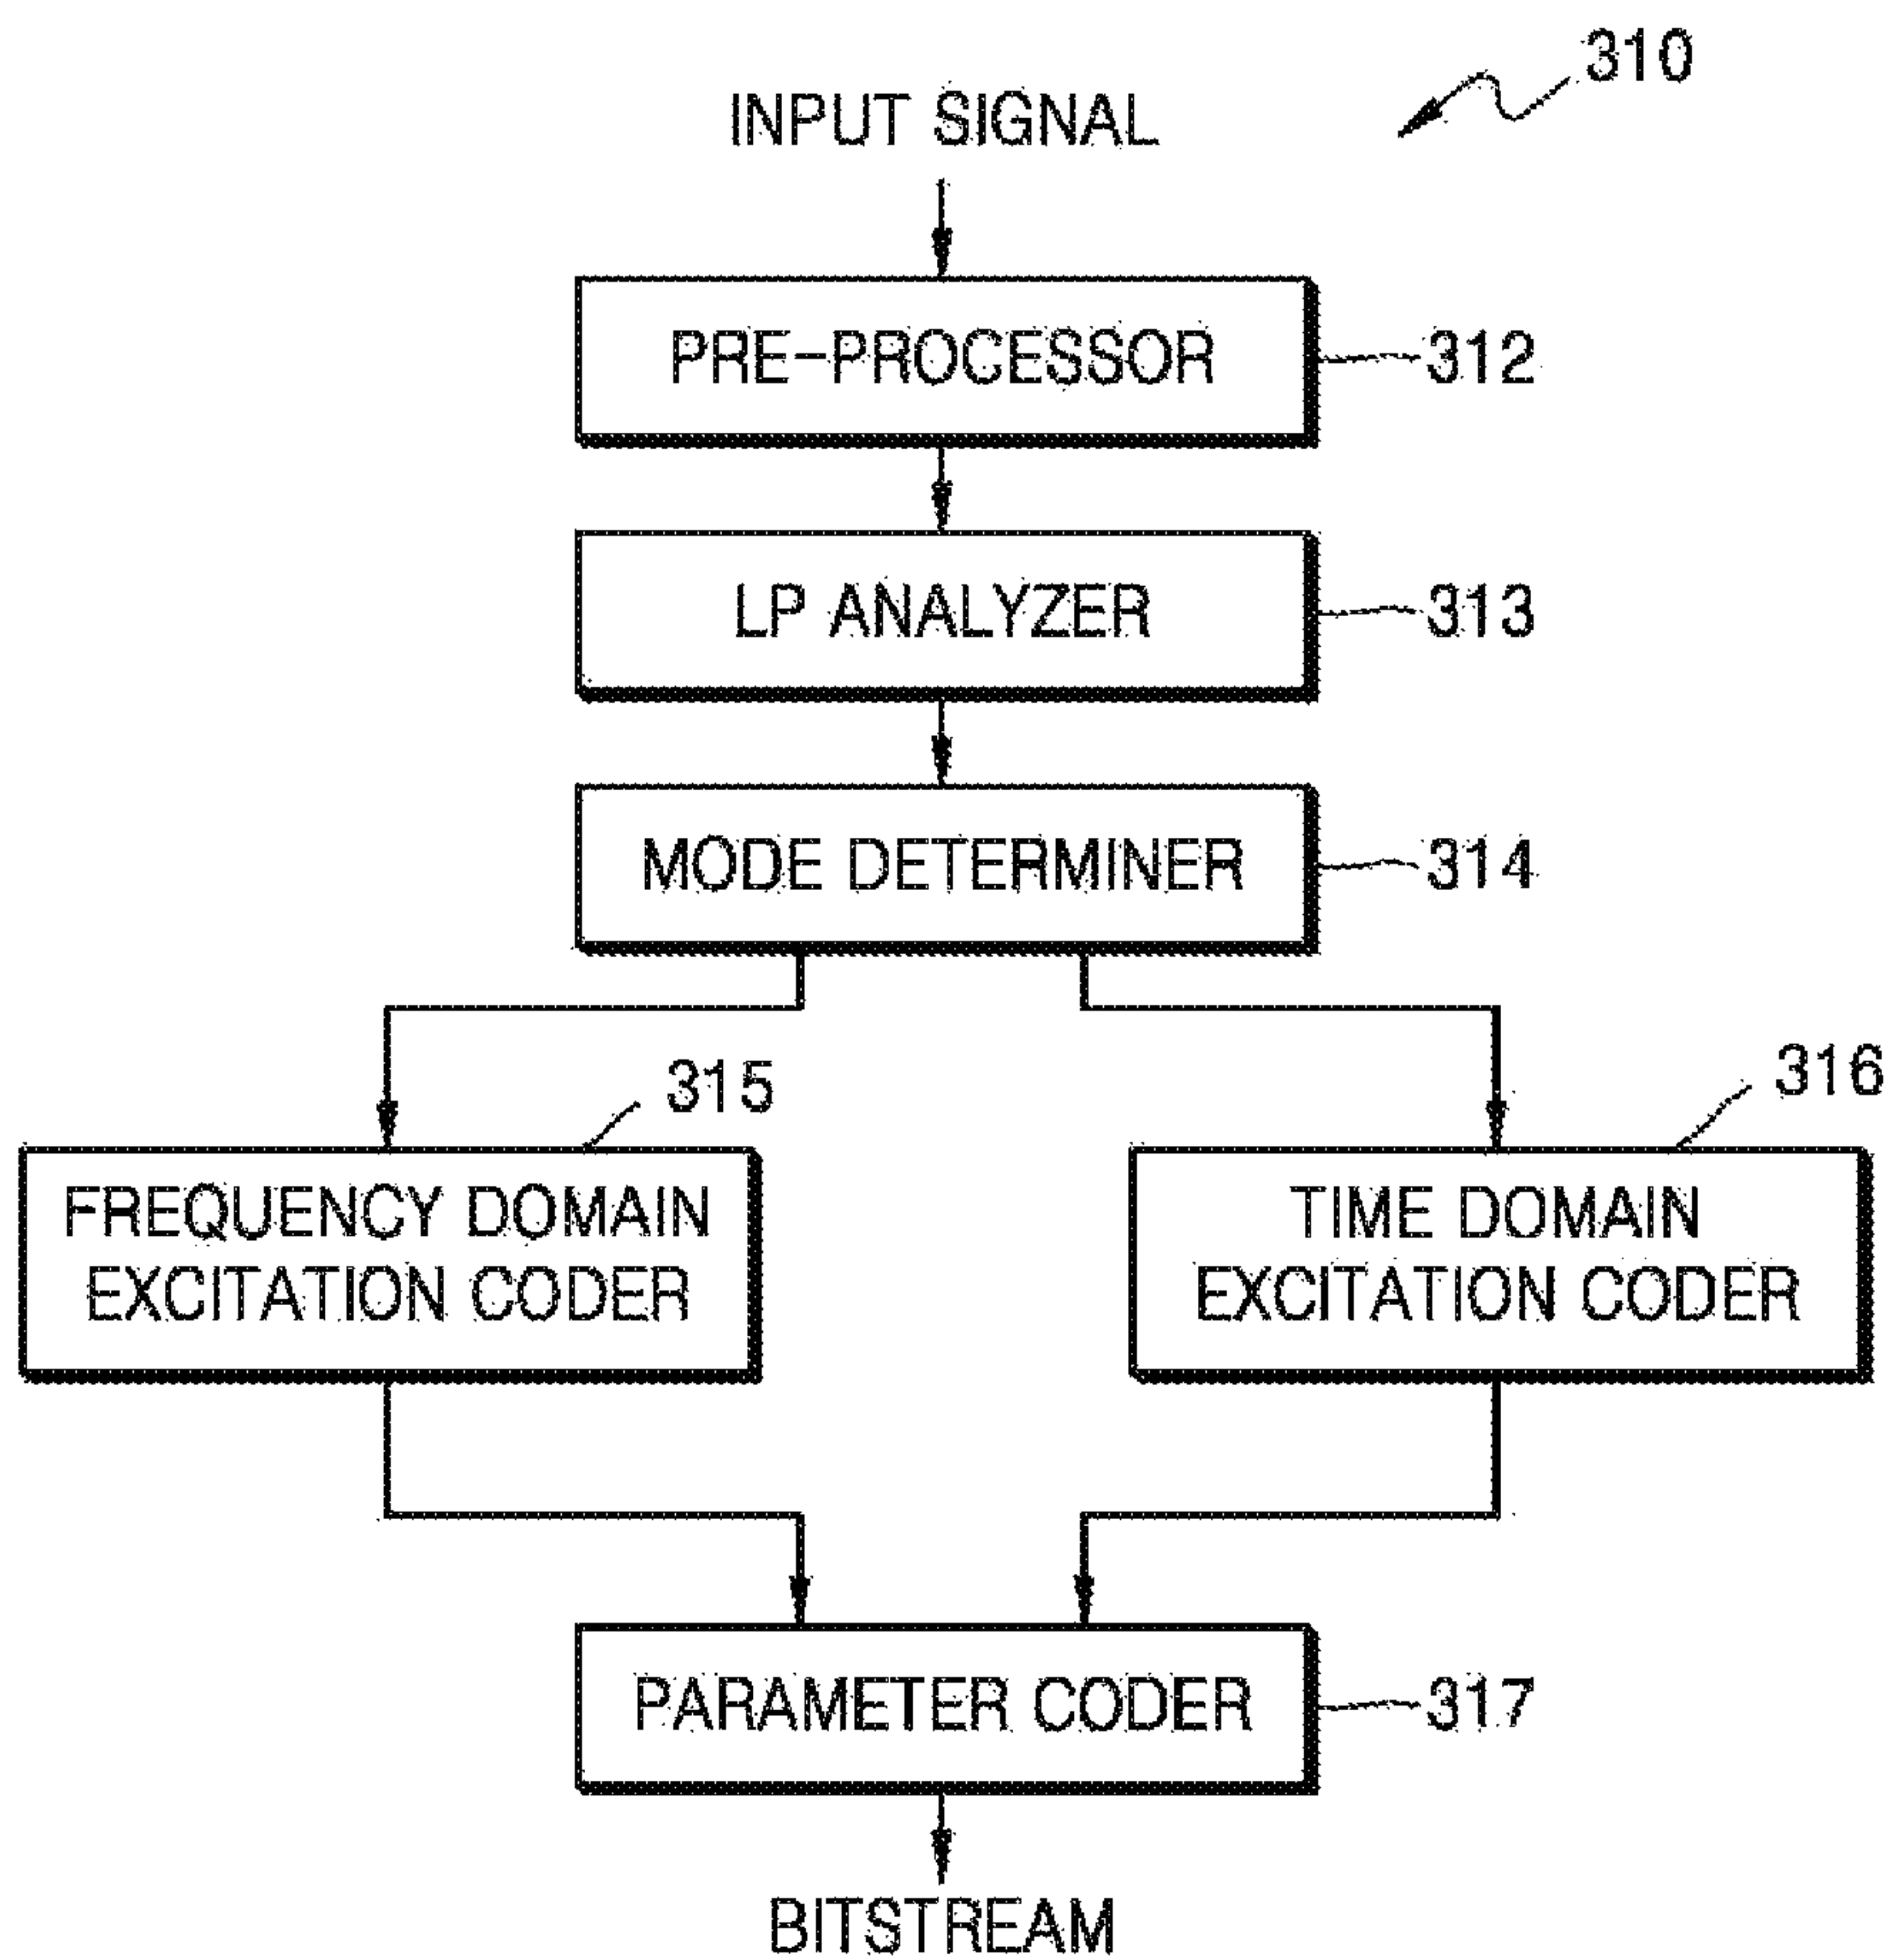 310
INPUT SIGNAL
PRE-PROCESSOR
312
LP ANALYZER
313
MODE DETERMINER
314
315
316
FREQUENCY DOMAIN
EXCITATION CODER
TIME DOMAIN
EXCITATION CODER
PARAMETER CODER
317
BITSTREAM